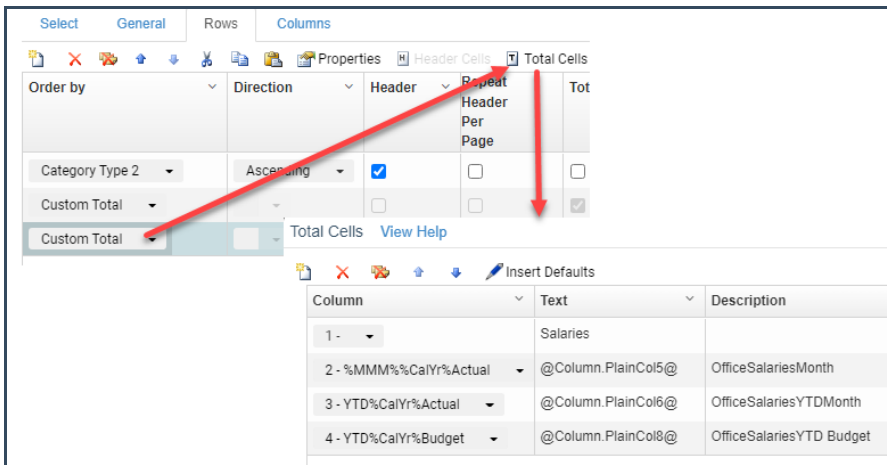 Select General Rows Columns
Properties Header Cells Total Cells
Order by Direction Header Repeat Header Per Page Tot
Category Type 2 Ascending
Custom Total
Custom Total
Total Cells View Help
Insert Defaults
Column Text Description
1 - Salaries
2 - %MMM%%CalYr%Actual @Column.PlainCol5@ OfficeSalariesMonth
3 - YTD%CalYr%Actual @Column.PlainCol6@ OfficeSalariesYTDMonth
4 - YTD%CalYr%Budget @Column.PlainCol8@ OfficeSalariesYTD Budget